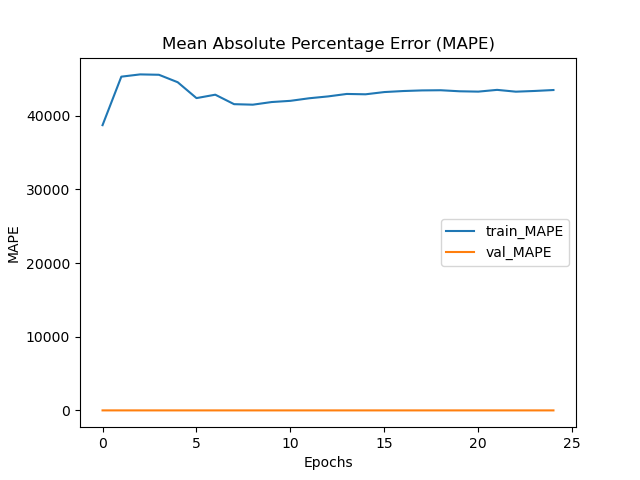 Mean Absolute Percentage Error (MAPE)
40000
30000
20000
10000
0
MAPE
train_MAPE
val_MAPE
0 5 10 15 20 25
Epochs